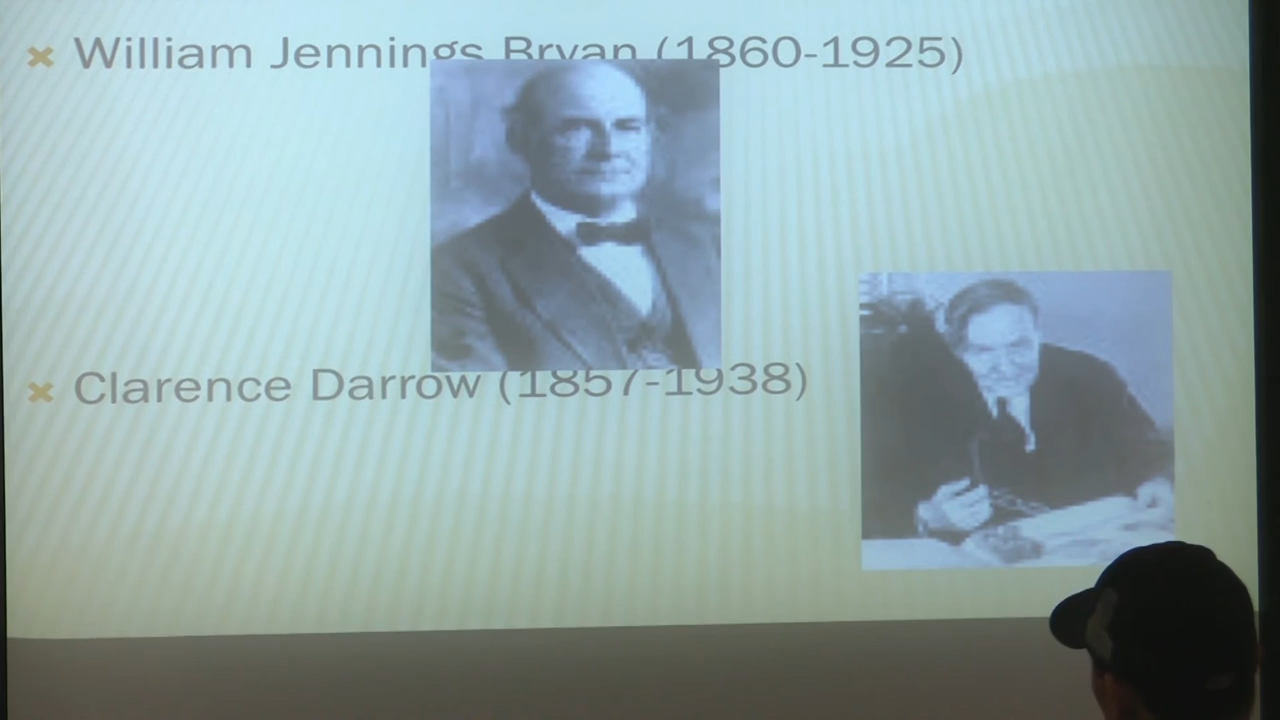 William Jennings Bryan (1860-1925)
Clarence Darrow (1857-1938)